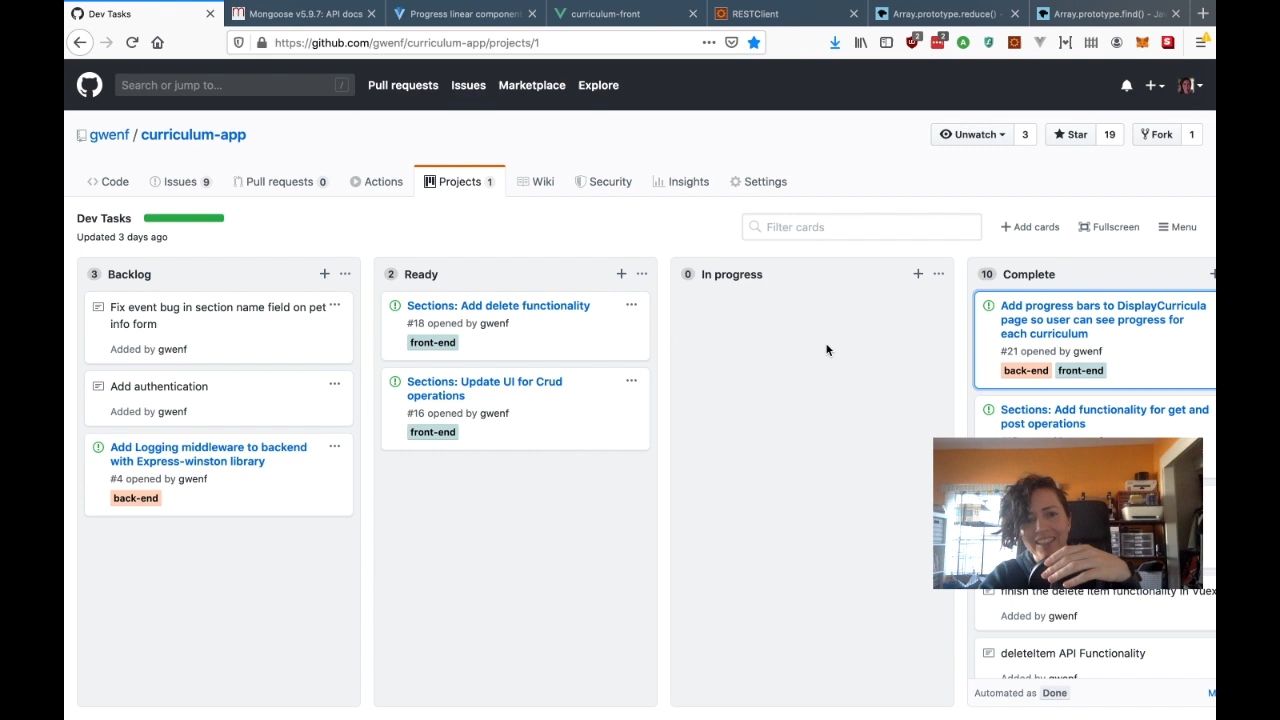 Dev Tasks
Mongoose v5.9.7: API docs
Progress linear component
curriculum-front
RESTClient
Array.prototype.reduce() -
Array.prototype.find() - Ja
https://github.com/gwenf/curriculum-app/projects/1
2
2
Search or jump to...
/
Pull requests
Issues
Marketplace
Explore
gwenf / curriculum-app
Unwatch
3
Star
19
Fork
1
Code
Issues 9
Pull requests 0
Actions
Projects 1
Wiki
Security
Insights
Settings
Dev Tasks
Updated 3 days ago
Filter cards
Add cards
Fullscreen
Menu
3 Backlog
Fix event bug in section name field on pet
info form
Added by gwenf
Add authentication
Added by gwenf
Add Logging middleware to backend
with Express-winston library
#4 opened by gwenf
back-end
2 Ready
Sections: Add delete functionality
#18 opened by gwenf
front-end
Sections: Update UI for Crud
operations
#16 opened by gwenf
front-end
0 In progress
10 Complete
Add progress bars to DisplayCurricula
page so user can see progress for
each curriculum
#21 opened by gwenf
back-end front-end
Sections: Add functionality for get and
post operations
finish the delete item functionality in Vuex
Added by gwenf
deleteItem API Functionality
Added by gwenf
Automated as Done
M